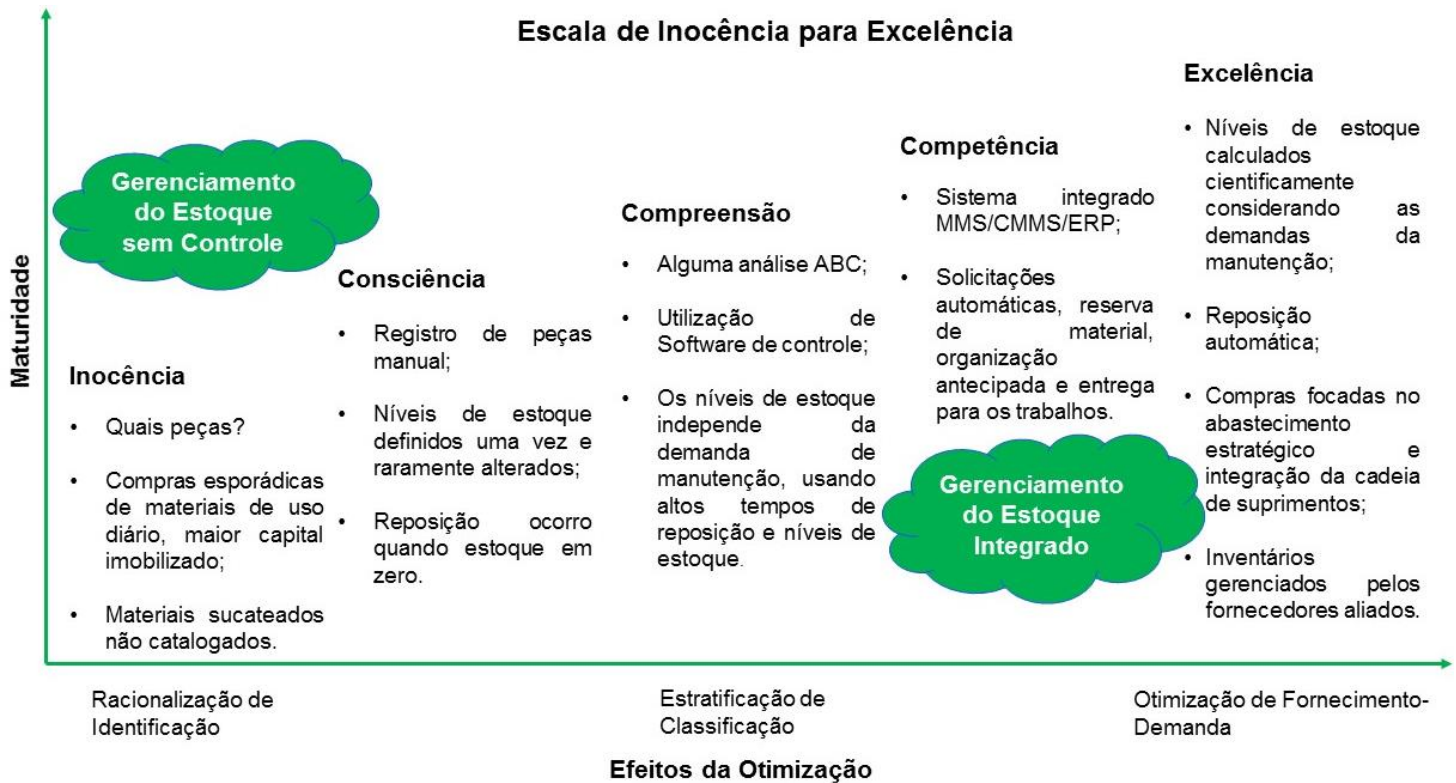 Escala de Inocência para Excelência
Maturidade
Gerenciamento
do Estoque
sem Controle
Inocência
• Quais peças?
• Compras esporádicas
de materiais de uso
diário, maior capital
imobilizado;
• Materiais sucateados
não catalogados.
Consciência
• Registro de peças
manual;
• Níveis de estoque
definidos uma vez e
raramente alterados;
• Reposição ocorro
quando estoque em
zero.
Compreensão
• Alguma análise ABC;
• Utilização de
Software de controle;
• Os níveis de estoque
independe da
demanda de
manutenção, usando
altos tempos de
reposição e níveis de
estoque.
Competência
• Sistema integrado
MMS/CMMS/ERP;
• Solicitações
automáticas, reserva
de material,
organização
antecipada e entrega
para os trabalhos.
Gerenciamento
do Estoque
Integrado
Excelência
• Níveis de estoque
calculados
cientificamente
considerando as
demandas da
manutenção;
• Reposição
automática;
• Compras focadas no
abastecimento
estratégico e
integração da cadeia
de suprimentos;
• Inventários
gerenciados pelos
fornecedores aliados.
Racionalização de
Identificação
Estratificação de
Classificação
Otimização de Fornecimento-
Demanda
Efeitos da Otimização